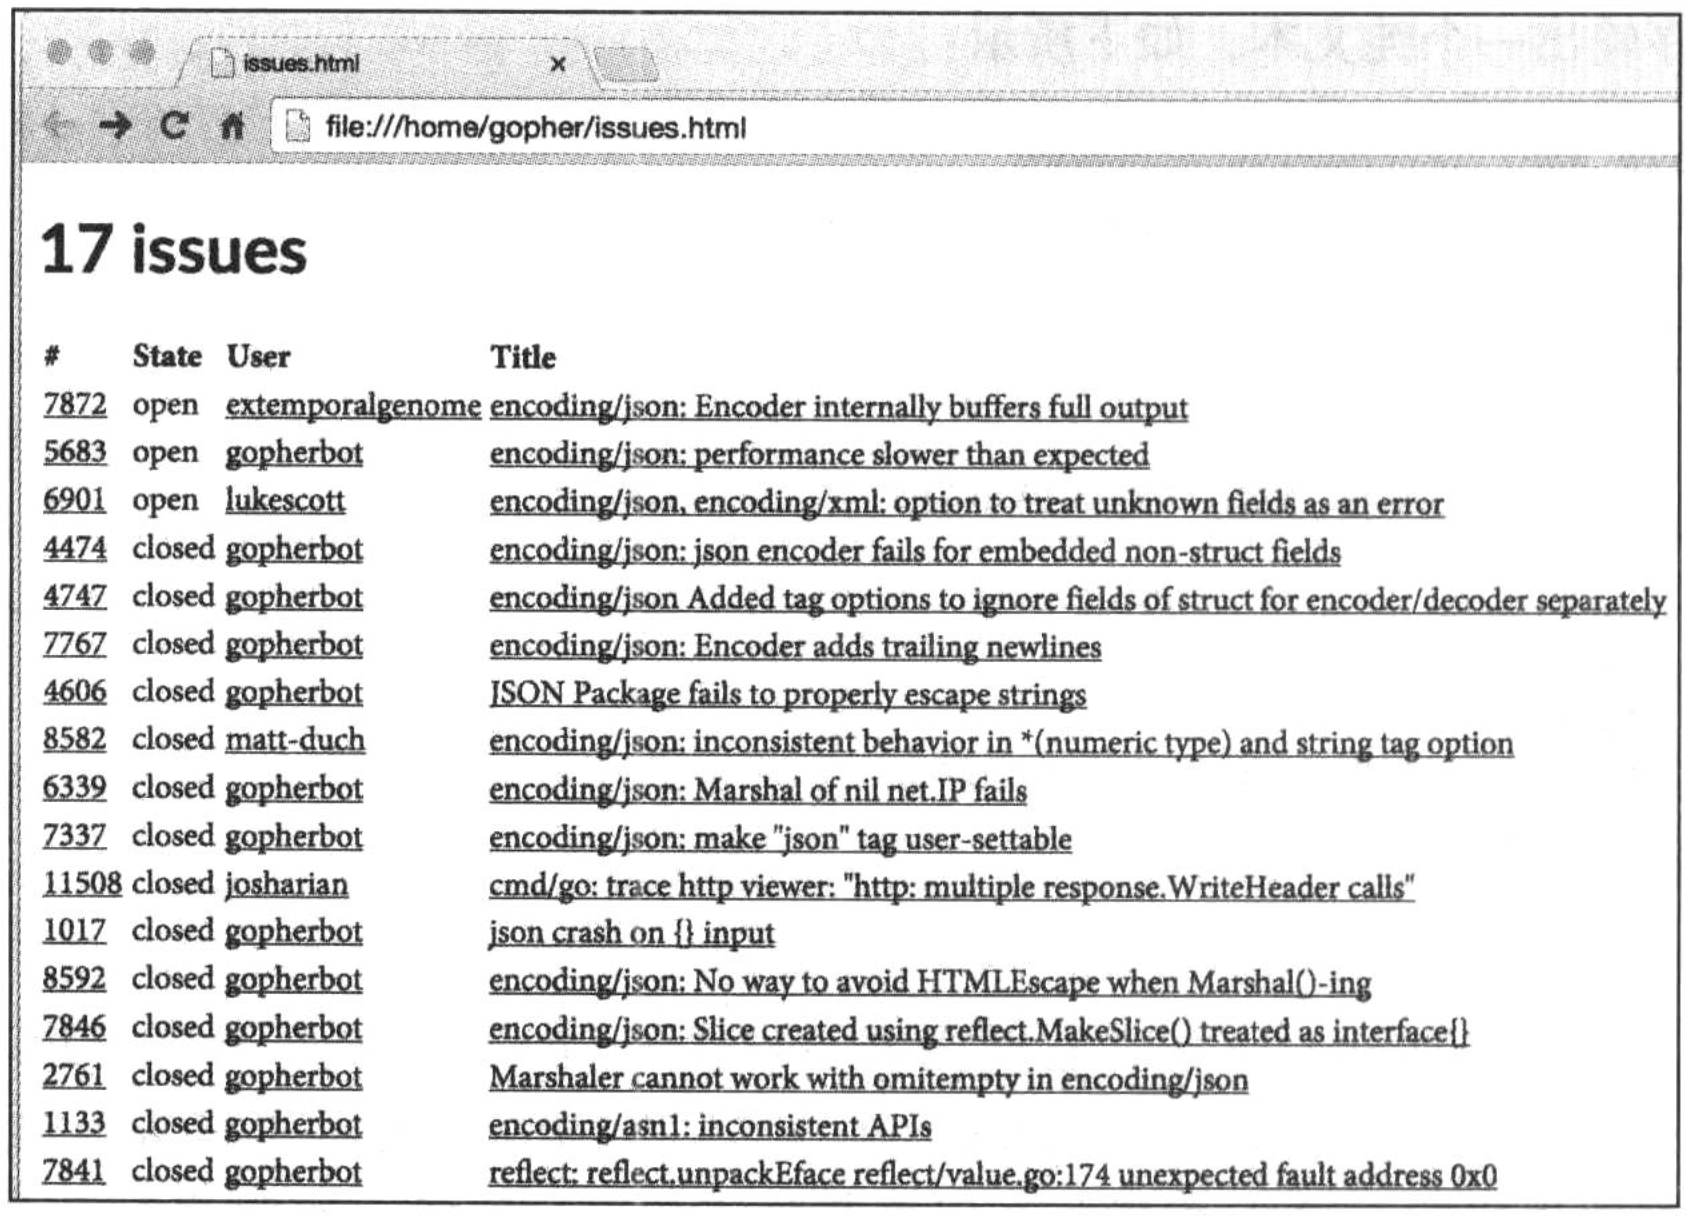 issues.html
file:///home/gopher/issues.html
17 issues
# State User Title
7872 open extemporalgenome encoding/json: Encoder internally buffers full output
5683 open gopherbot encoding/json: performance slower than expected
6901 open lukescott encoding/json, encoding/xml: option to treat unknown fields as an error
4474 closed gopherbot encoding/json: json encoder fails for embedded non-struct fields
4747 closed gopherbot encoding/json Added tag options to ignore fields of struct for encoder/decoder separately
7767 closed gopherbot encoding/json: Encoder adds trailing newlines
4606 closed gopherbot JSON Package fails to properly escape strings
8582 closed matt-duch encoding/json: inconsistent behavior in *(numeric type) and string tag option
6339 closed gopherbot encoding/json: Marshal of nil net.IP fails
7337 closed gopherbot encoding/json: make "json" tag user-settable
11508 closed josharian cmd/go: trace http viewer: "http: multiple response.WriteHeader calls"
1017 closed gopherbot json crash on {} input
8592 closed gopherbot encoding/json: No way to avoid HTMLEscape when Marshal()-ing
7846 closed gopherbot encoding/json: Slice created using reflect.MakeSlice() treated as interface{}
2761 closed gopherbot Marshaler cannot work with omitempty in encoding/json
1133 closed gopherbot encoding/asn1: inconsistent APIs
7841 closed gopherbot reflect: reflect.unpackEface reflect/value.go:174 unexpected fault address 0x0